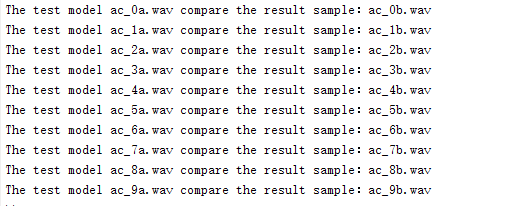 The test model ac_0a.wav compare the result sample: ac_0b.wav
The test model ac_1a.wav compare the result sample: ac_1b.wav
The test model ac_2a.wav compare the result sample: ac_2b.wav
The test model ac_3a.wav compare the result sample: ac_3b.wav
The test model ac_4a.wav compare the result sample: ac_4b.wav
The test model ac_5a.wav compare the result sample: ac_5b.wav
The test model ac_6a.wav compare the result sample: ac_6b.wav
The test model ac_7a.wav compare the result sample: ac_7b.wav
The test model ac_8a.wav compare the result sample: ac_8b.wav
The test model ac_9a.wav compare the result sample: ac_9b.wav